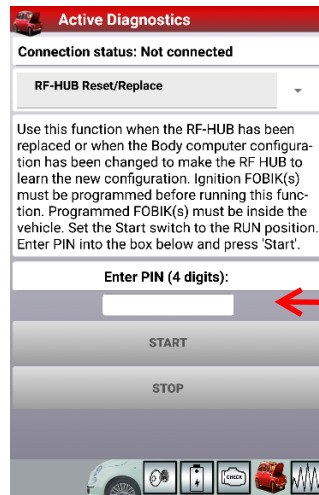 Active Diagnostics
Connection status: Not connected
RF-HUB Reset/Replace
Use this function when the RF-HUB has been
replaced or when the Body computer configura-
tion has been changed to make the RF HUB to
learn the new configuration. Ignition FOBIK(s)
must be programmed before running this func-
tion. Programmed FOBIK(s) must be inside the
vehicle. Set the Start switch to the RUN position.
Enter PIN into the box below and press 'Start'.
Enter PIN (4 digits):
START
STOP
CHECK